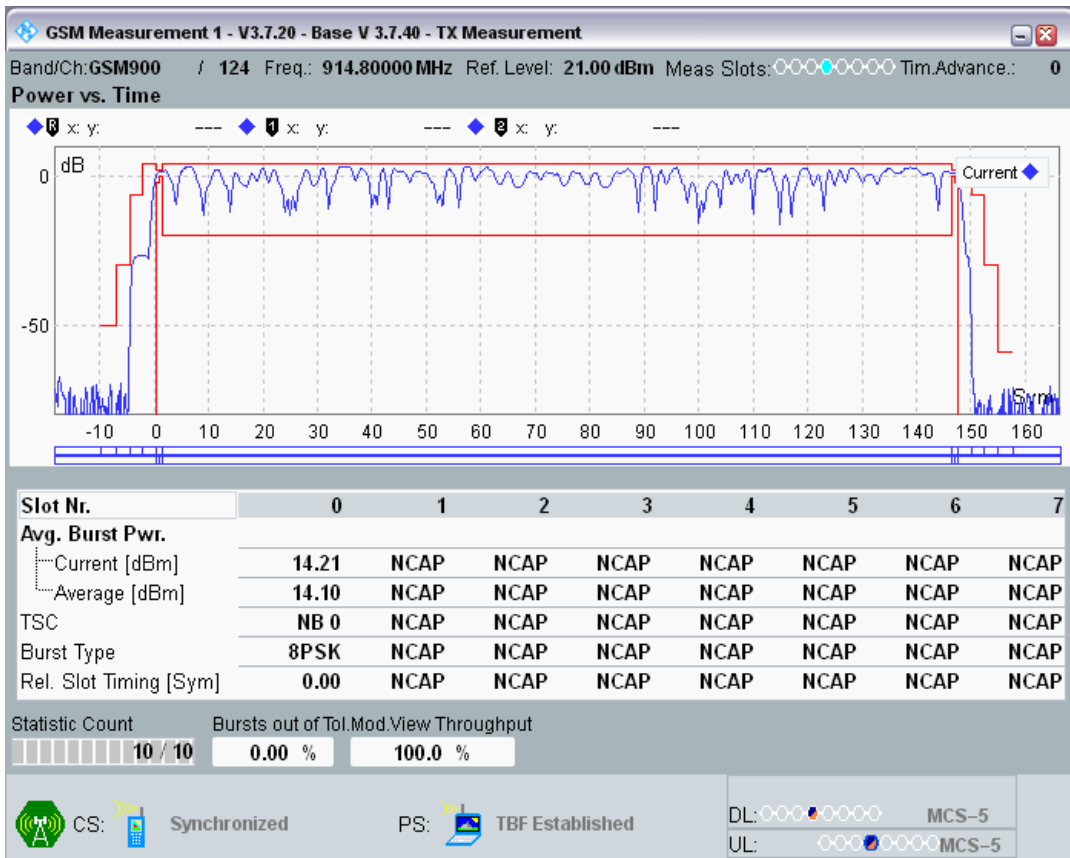 GSM Measurement 1 - V3.7.20 - Base V 3.7.40 - TX Measurement
Band/Ch:GSM900 / 124 Freq.: 914.80000 MHz Ref. Level: 21.00 dBm Meas Slots: Tim.Advance.: 0
Power vs. Time
R x: y: --- 1 x: y: --- 2 x: y: ---
dB
Current
0
-50
Sym
-10 0 10 20 30 40 50 60 70 80 90 100 110 120 130 140 150 160
Slot Nr. 0 1 2 3 4 5 6 7
Avg. Burst Pwr.
Current [dBm] 14.21 NCAP NCAP NCAP NCAP NCAP NCAP NCAP
Average [dBm] 14.10 NCAP NCAP NCAP NCAP NCAP NCAP NCAP
TSC NB 0 NCAP NCAP NCAP NCAP NCAP NCAP NCAP
Burst Type 8PSK NCAP NCAP NCAP NCAP NCAP NCAP NCAP
Rel. Slot Timing [Sym] 0.00 NCAP NCAP NCAP NCAP NCAP NCAP NCAP
Statistic Count Bursts out of Tol.Mod.View Throughput
10 / 10 0.00 % 100.0 %
CS: Synchronized PS: TBF Established
DL: MCS-5
UL: MCS-5